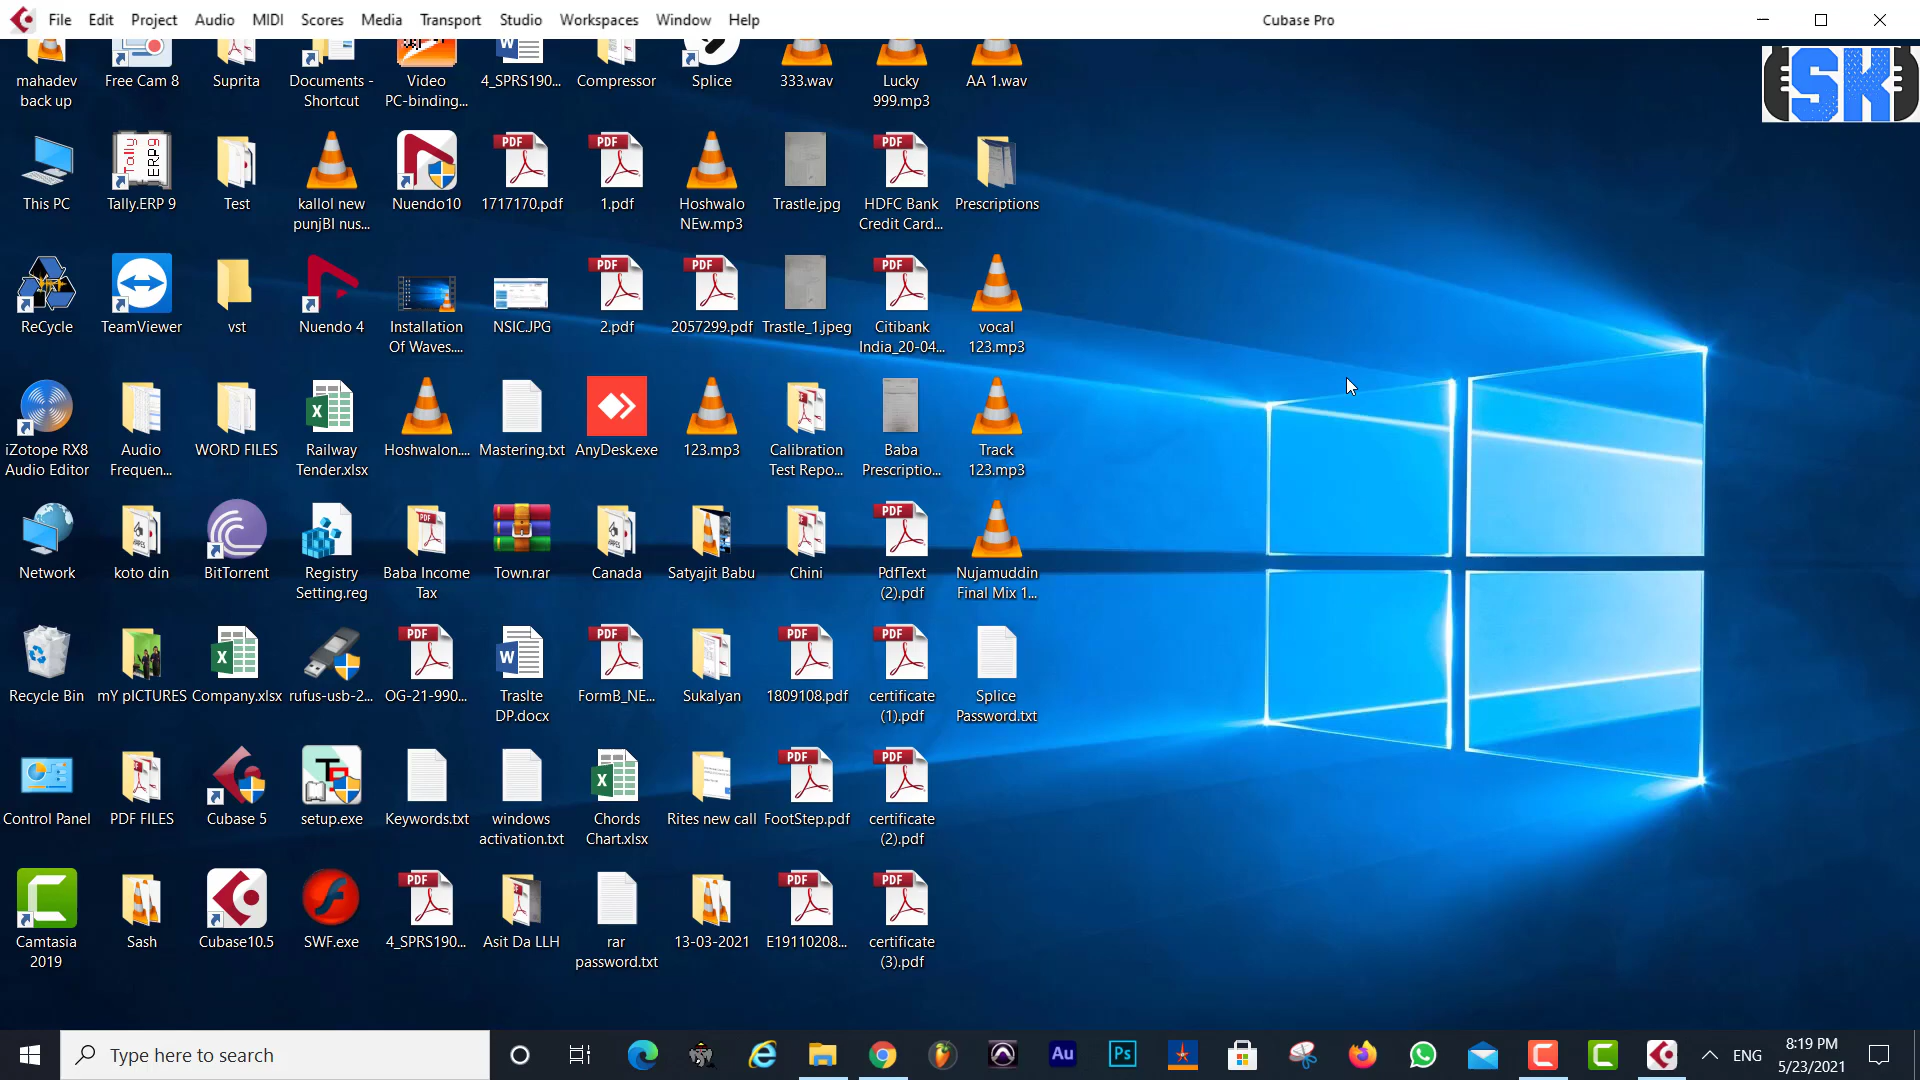 File Edit Project Audio MIDI Scores Media Transport Studio Workspaces Window Help
Cubase Pro
SK
mahadev
back up
Free Cam 8
Suprita
Documents -
Shortcut
Video
PC-binding...
4_SPRS190...
Compressor
Splice
333.wav
Lucky
999.mp3
AA 1.wav
This PC
Tally.ERP 9
Test
kallol new
punjBI nus...
Nuendo10
1717170.pdf
1.pdf
Hoshwalo
NEw.mp3
Trastle.jpg
HDFC Bank
Credit Card...
Prescriptions
ReCycle
TeamViewer
vst
Nuendo 4
Installation
Of Waves....
NSIC.JPG
2.pdf
2057299.pdf
Trastle_1.jpeg
Citibank
India_20-04...
vocal
123.mp3
iZotope RX8
Audio Editor
Audio
Frequen...
WORD FILES
Railway
Tender.xlsx
Hoshwalon....
Mastering.txt
AnyDesk.exe
123.mp3
Calibration
Test Repo...
Baba
Prescriptio...
Track
123.mp3
Network
koto din
BitTorrent
Registry
Setting.reg
Baba Income
Tax
Town.rar
Canada
Satyajit Babu
Chini
PdfText
(2).pdf
Nujamuddin
Final Mix 1...
Recycle Bin
mY pICTURES
Company.xlsx
rufus-usb-2...
OG-21-990...
Traslte
DP.docx
FormB_NE...
Sukalyan
1809108.pdf
certificate
(1).pdf
Splice
Password.txt
Control Panel
PDF FILES
Cubase 5
setup.exe
Keywords.txt
windows
activation.txt
Chords
Chart.xlsx
Rites new call
FootStep.pdf
certificate
(2).pdf
Camtasia
2019
Sash
Cubase10.5
SWF.exe
4_SPRS190...
Asit Da LLH
rar
password.txt
13-03-2021
E19110208...
certificate
(3).pdf
Type here to search
Au
Ps
ENG
8:19 PM
5/23/2021